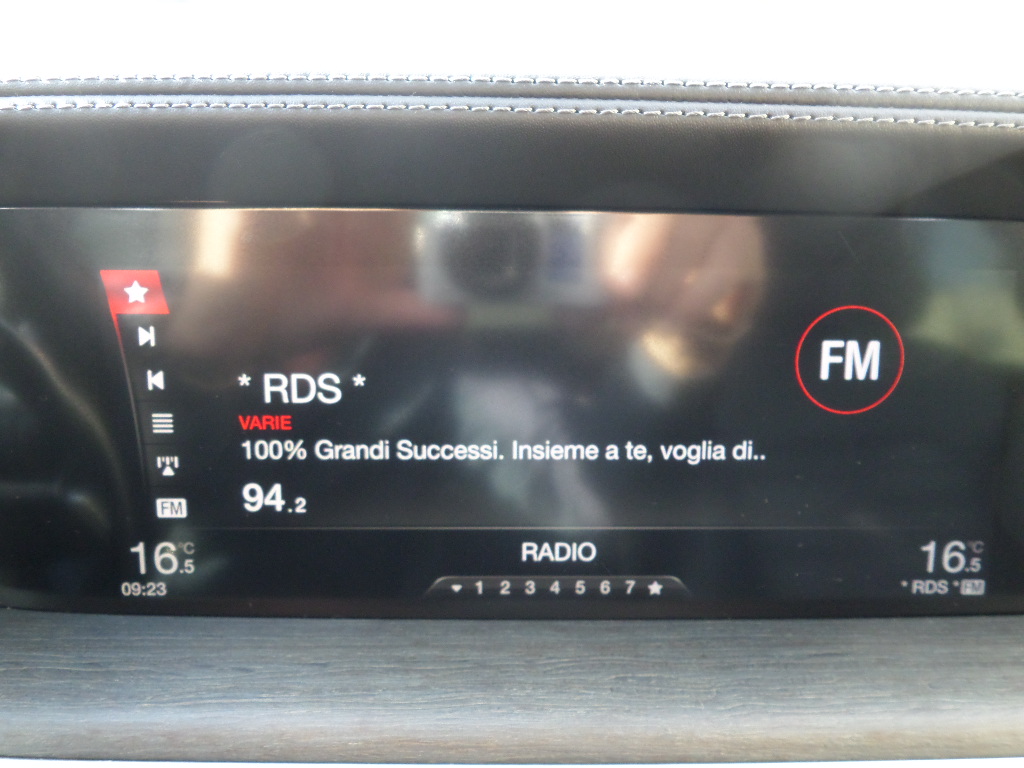 * RDS *
VARIE
100% Grandi Successi. Insieme a te, voglia di..
94.2
FM
FM
16.5 °C
09:23
RADIO
1 2 3 4 5 6 7
16.5 °C
* RDS * FM